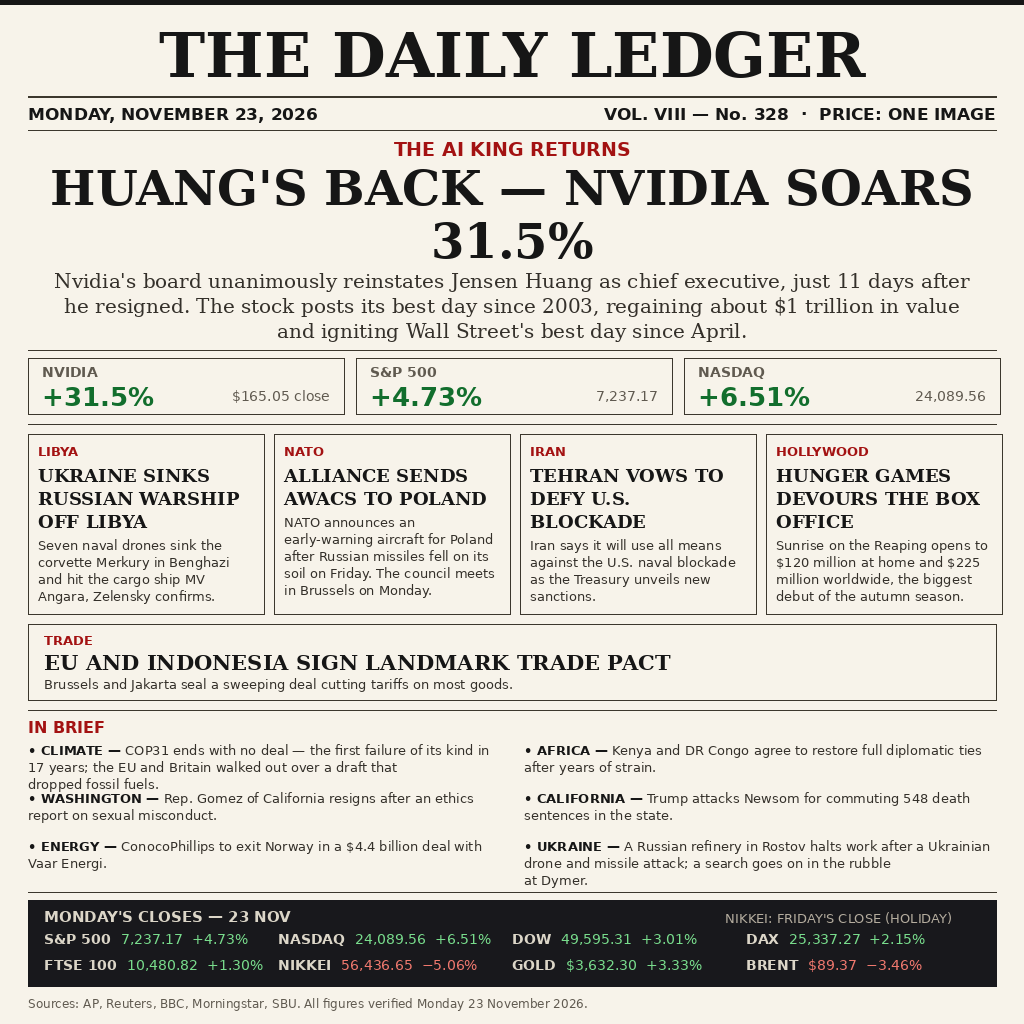 THE DAILY LEDGER
MONDAY, NOVEMBER 23, 2026
VOL. VIII — No. 328 · PRICE: ONE IMAGE
THE AI KING RETURNS
HUANG'S BACK — NVIDIA SOARS
31.5%
Nvidia's board unanimously reinstates Jensen Huang as chief executive, just 11 days after
he resigned. The stock posts its best day since 2003, regaining about $1 trillion in value
and igniting Wall Street's best day since April.
NVIDIA
+31.5% $165.05 close
S&P 500
+4.73% 7,237.17
NASDAQ
+6.51% 24,089.56
LIBYA
UKRAINE SINKS
RUSSIAN WARSHIP
OFF LIBYA
Seven naval drones sink the
corvette Merkury in Benghazi
and hit the cargo ship MV
Angara, Zelensky confirms.
NATO
ALLIANCE SENDS
AWACS TO POLAND
NATO announces an
early-warning aircraft for Poland
after Russian missiles fell on its
soil on Friday. The council meets
in Brussels on Monday.
IRAN
TEHRAN VOWS TO
DEFY U.S.
BLOCKADE
Iran says it will use all means
against the U.S. naval blockade
as the Treasury unveils new
sanctions.
HOLLYWOOD
HUNGER GAMES
DEVOURS THE BOX
OFFICE
Sunrise on the Reaping opens to
$120 million at home and $225
million worldwide, the biggest
debut of the autumn season.
TRADE
EU AND INDONESIA SIGN LANDMARK TRADE PACT
Brussels and Jakarta seal a sweeping deal cutting tariffs on most goods.
IN BRIEF
• CLIMATE — COP31 ends with no deal — the first failure of its kind in
17 years; the EU and Britain walked out over a draft that
dropped fossil fuels.
• WASHINGTON — Rep. Gomez of California resigns after an ethics
report on sexual misconduct.
• ENERGY — ConocoPhillips to exit Norway in a $4.4 billion deal with
Vaar Energi.
• AFRICA — Kenya and DR Congo agree to restore full diplomatic ties
after years of strain.
• CALIFORNIA — Trump attacks Newsom for commuting 548 death
sentences in the state.
• UKRAINE — A Russian refinery in Rostov halts work after a Ukrainian
drone and missile attack; a search goes on in the rubble
at Dymer.
MONDAY'S CLOSES — 23 NOV
NIKKEI: FRIDAY'S CLOSE (HOLIDAY)
S&P 500 7,237.17 +4.73% NASDAQ 24,089.56 +6.51% DOW 49,595.31 +3.01% DAX 25,337.27 +2.15%
FTSE 100 10,480.82 +1.30% NIKKEI 56,436.65 −5.06% GOLD $3,632.30 +3.33% BRENT $89.37 −3.46%
Sources: AP, Reuters, BBC, Morningstar, SBU. All figures verified Monday 23 November 2026.